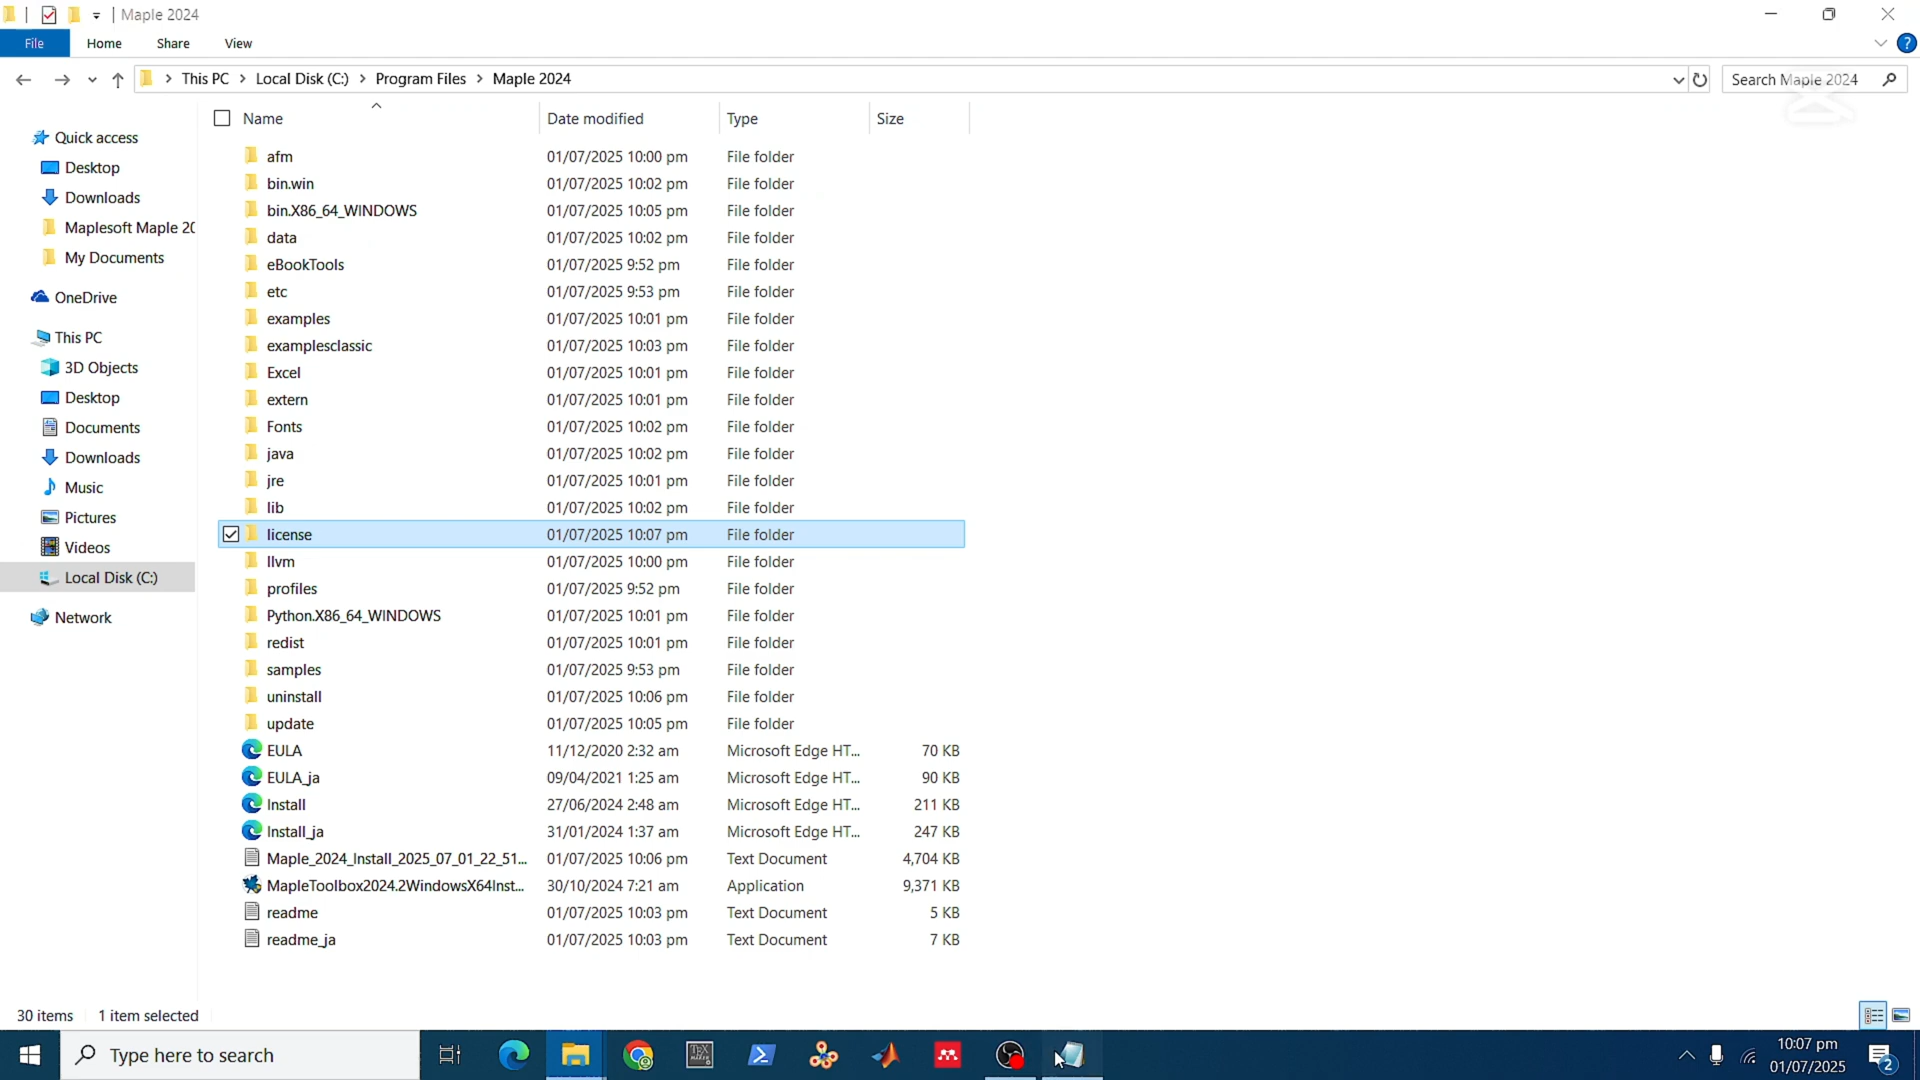 Maple 2024
File Home Share View
This PC > Local Disk (C:) > Program Files > Maple 2024
Search Maple 2024
Name Date modified Type Size
Quick access
Desktop
Downloads
Maplesoft Maple 20
My Documents
OneDrive
This PC
3D Objects
Desktop
Documents
Downloads
Music
Pictures
Videos
Local Disk (C:)
Network
afm 01/07/2025 10:00 pm File folder
bin.win 01/07/2025 10:02 pm File folder
bin.X86_64_WINDOWS 01/07/2025 10:05 pm File folder
data 01/07/2025 10:02 pm File folder
eBookTools 01/07/2025 9:52 pm File folder
etc 01/07/2025 9:53 pm File folder
examples 01/07/2025 10:01 pm File folder
examplesclassic 01/07/2025 10:03 pm File folder
Excel 01/07/2025 10:01 pm File folder
extern 01/07/2025 10:01 pm File folder
Fonts 01/07/2025 10:02 pm File folder
java 01/07/2025 10:02 pm File folder
jre 01/07/2025 10:01 pm File folder
lib 01/07/2025 10:02 pm File folder
license 01/07/2025 10:07 pm File folder
llvm 01/07/2025 10:00 pm File folder
profiles 01/07/2025 9:52 pm File folder
Python.X86_64_WINDOWS 01/07/2025 10:01 pm File folder
redist 01/07/2025 10:01 pm File folder
samples 01/07/2025 9:53 pm File folder
uninstall 01/07/2025 10:06 pm File folder
update 01/07/2025 10:05 pm File folder
EULA 11/12/2020 2:32 am Microsoft Edge HT... 70 KB
EULA_ja 09/04/2021 1:25 am Microsoft Edge HT... 90 KB
Install 27/06/2024 2:48 am Microsoft Edge HT... 211 KB
Install_ja 31/01/2024 1:37 am Microsoft Edge HT... 247 KB
Maple_2024_Install_2025_07_01_22_51... 01/07/2025 10:06 pm Text Document 4,704 KB
MapleToolbox2024.2WindowsX64Inst... 30/10/2024 7:21 am Application 9,371 KB
readme 01/07/2025 10:03 pm Text Document 5 KB
readme_ja 01/07/2025 10:03 pm Text Document 7 KB
30 items 1 item selected
Type here to search
TEX
10:07 pm
01/07/2025
2